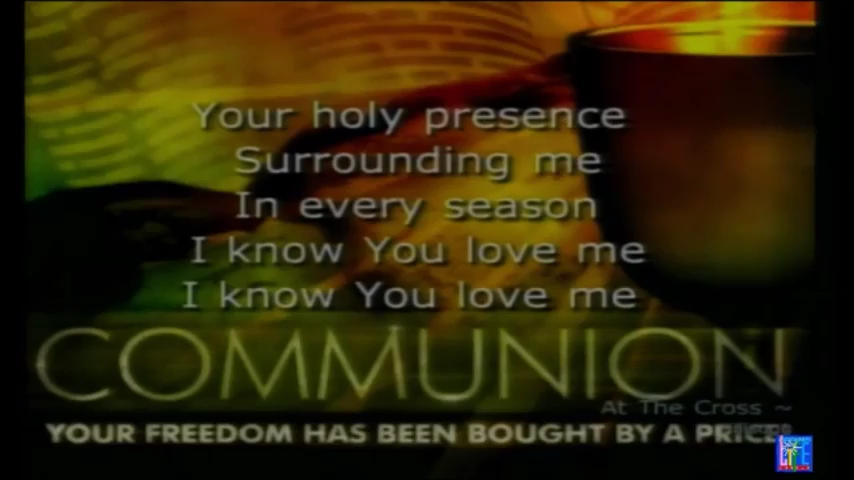 Your holy presence
Surrounding me
In every season
I know You love me
I know You love me
COMMUNION
At The Cross ~
YOUR FREEDOM HAS BEEN BOUGHT BY A PRICE
LIFE